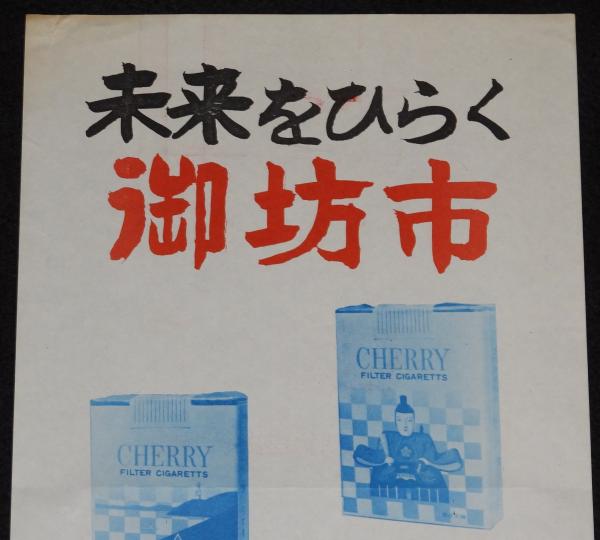 未来をひらく
御坊市
CHERRY
FILTER CIGARETTS
CHERRY
FILTER CIGARETTS